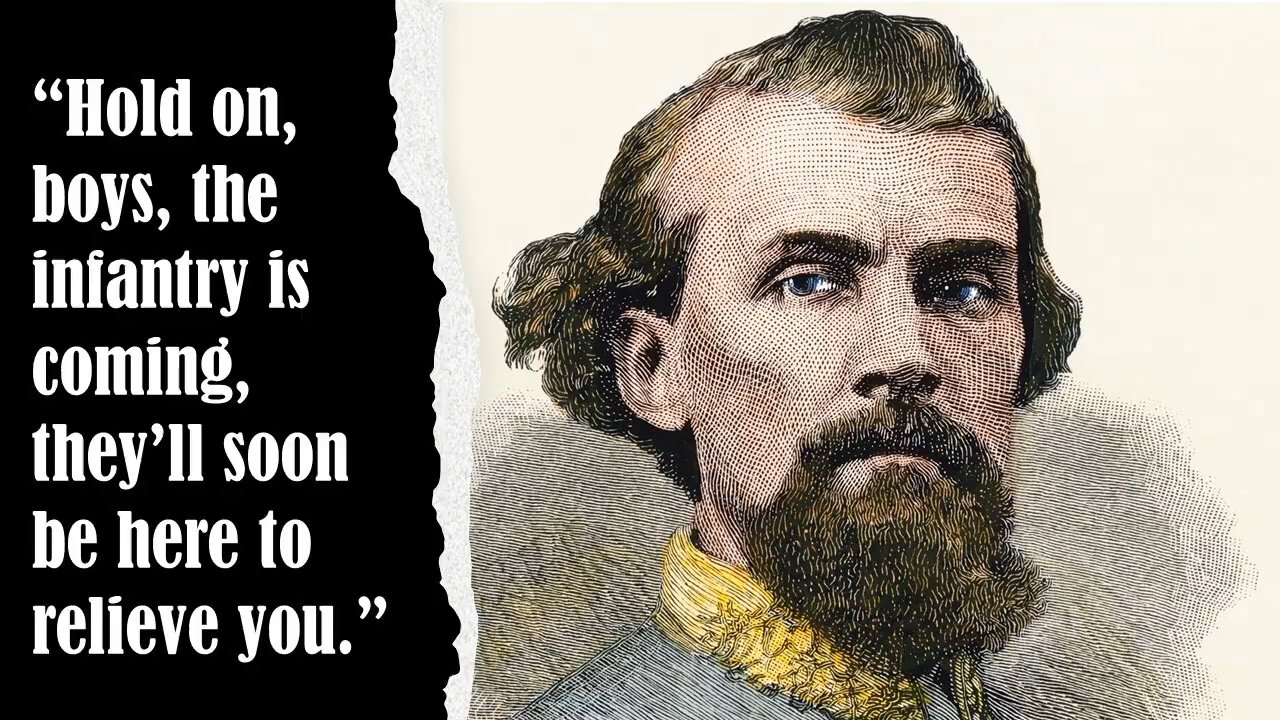 “Hold on,
boys, the
infantry is
coming,
they’ll soon
be here to
relieve you.”